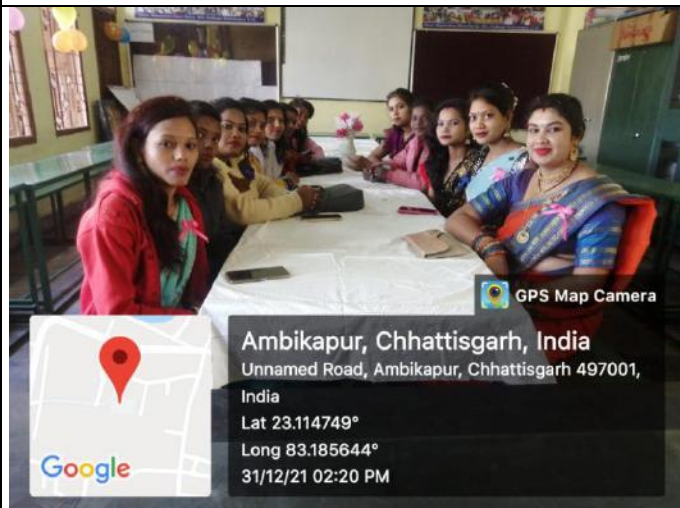 GPS Map Camera
Ambikapur, Chhattisgarh, India
Unnamed Road, Ambikapur, Chhattisgarh 497001,
India
Lat 23.114749°
Long 83.185644°
31/12/21 02:20 PM
Google